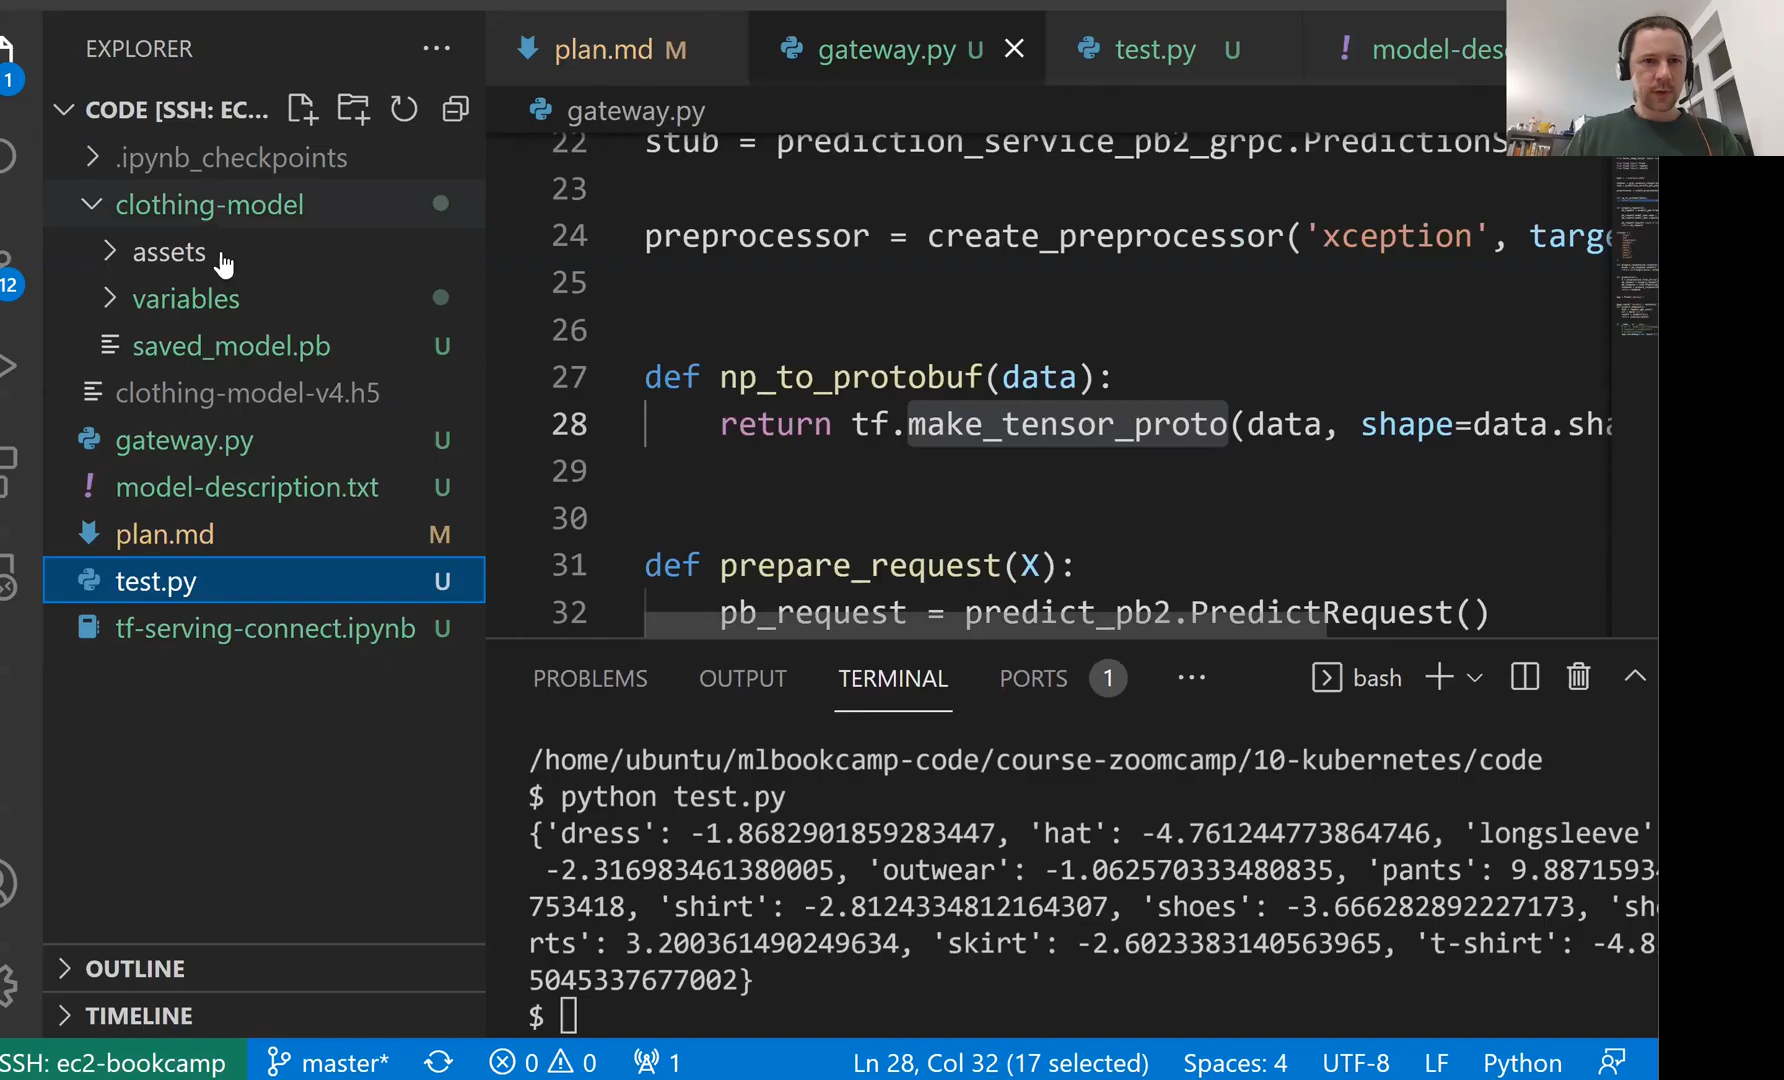 EXPLORER
CODE [SSH: EC...
.ipynb_checkpoints
clothing-model
assets
variables
saved_model.pb U
clothing-model-v4.h5
gateway.py U
model-description.txt U
plan.md M
test.py U
tf-serving-connect.ipynb U
OUTLINE
TIMELINE
1
12
plan.md M
gateway.py U
test.py U
model-des
gateway.py
22 stub = prediction_service_pb2_grpc.PredictionS
23
24 preprocessor = create_preprocessor('xception', targe
25
26
27 def np_to_protobuf(data):
28 return tf.make_tensor_proto(data, shape=data.sha
29
30
31 def prepare_request(X):
32 pb_request = predict_pb2.PredictRequest()
PROBLEMS OUTPUT TERMINAL PORTS 1 ... bash
/home/ubuntu/mlbookcamp-code/course-zoomcamp/10-kubernetes/code
$ python test.py
{'dress': -1.8682901859283447, 'hat': -4.761244773864746, 'longsleeve'
-2.316983461380005, 'outwear': -1.062570333480835, 'pants': 9.8871593
753418, 'shirt': -2.8124334812164307, 'shoes': -3.666282892227173, 'sh
rts': 3.200361490249634, 'skirt': -2.6023383140563965, 't-shirt': -4.8
5045337677002}
$
SSH: ec2-bookcamp master* 0 0 1 Ln 28, Col 32 (17 selected) Spaces: 4 UTF-8 LF Python